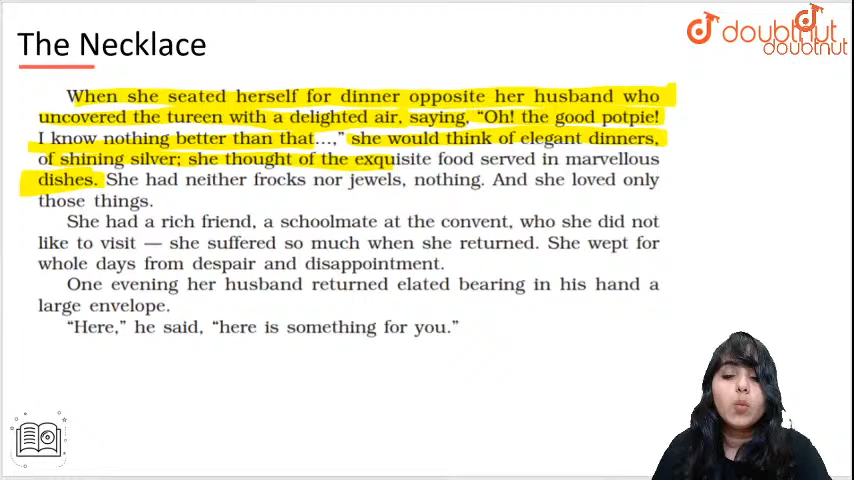 The Necklace
doubtnut
doubtnut
When she seated herself for dinner opposite her husband who
uncovered the tureen with a delighted air, saying, “Oh! the good potpie!
I know nothing better than that...,” she would think of elegant dinners,
of shining silver; she thought of the exquisite food served in marvellous
dishes. She had neither frocks nor jewels, nothing. And she loved only
those things.
She had a rich friend, a schoolmate at the convent, who she did not
like to visit — she suffered so much when she returned. She wept for
whole days from despair and disappointment.
One evening her husband returned elated bearing in his hand a
large envelope.
“Here,” he said, “here is something for you.”